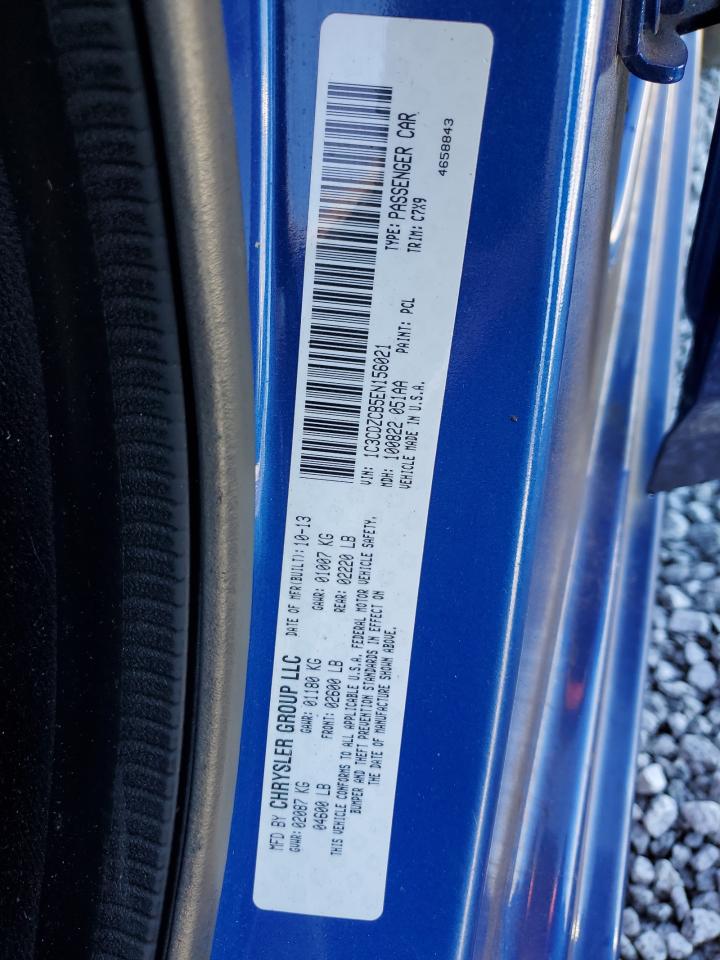 MFD BY CHRYSLER GROUP LLC
DATE OF MFR(BUILT): 10-13
GVWR: 02087 KG
04600 LB
GAWR: 01180 KG
FRONT: 02600 LB
GAWR: 01007 KG
REAR: 02220 LB
THIS VEHICLE CONFORMS TO ALL APPLICABLE U.S.A. FEDERAL MOTOR VEHICLE SAFETY,
BUMPER AND THEFT PREVENTION STANDARDS IN EFFECT ON
THE DATE OF MANUFACTURE SHOWN ABOVE.
VIN: 1C3CDZCB5EN156021
TYPE: PASSENGER CAR
MDH: 100822 051AA
PAINT: PCL
TRIM: C7X9
VEHICLE MADE IN U.S.A.
4658843